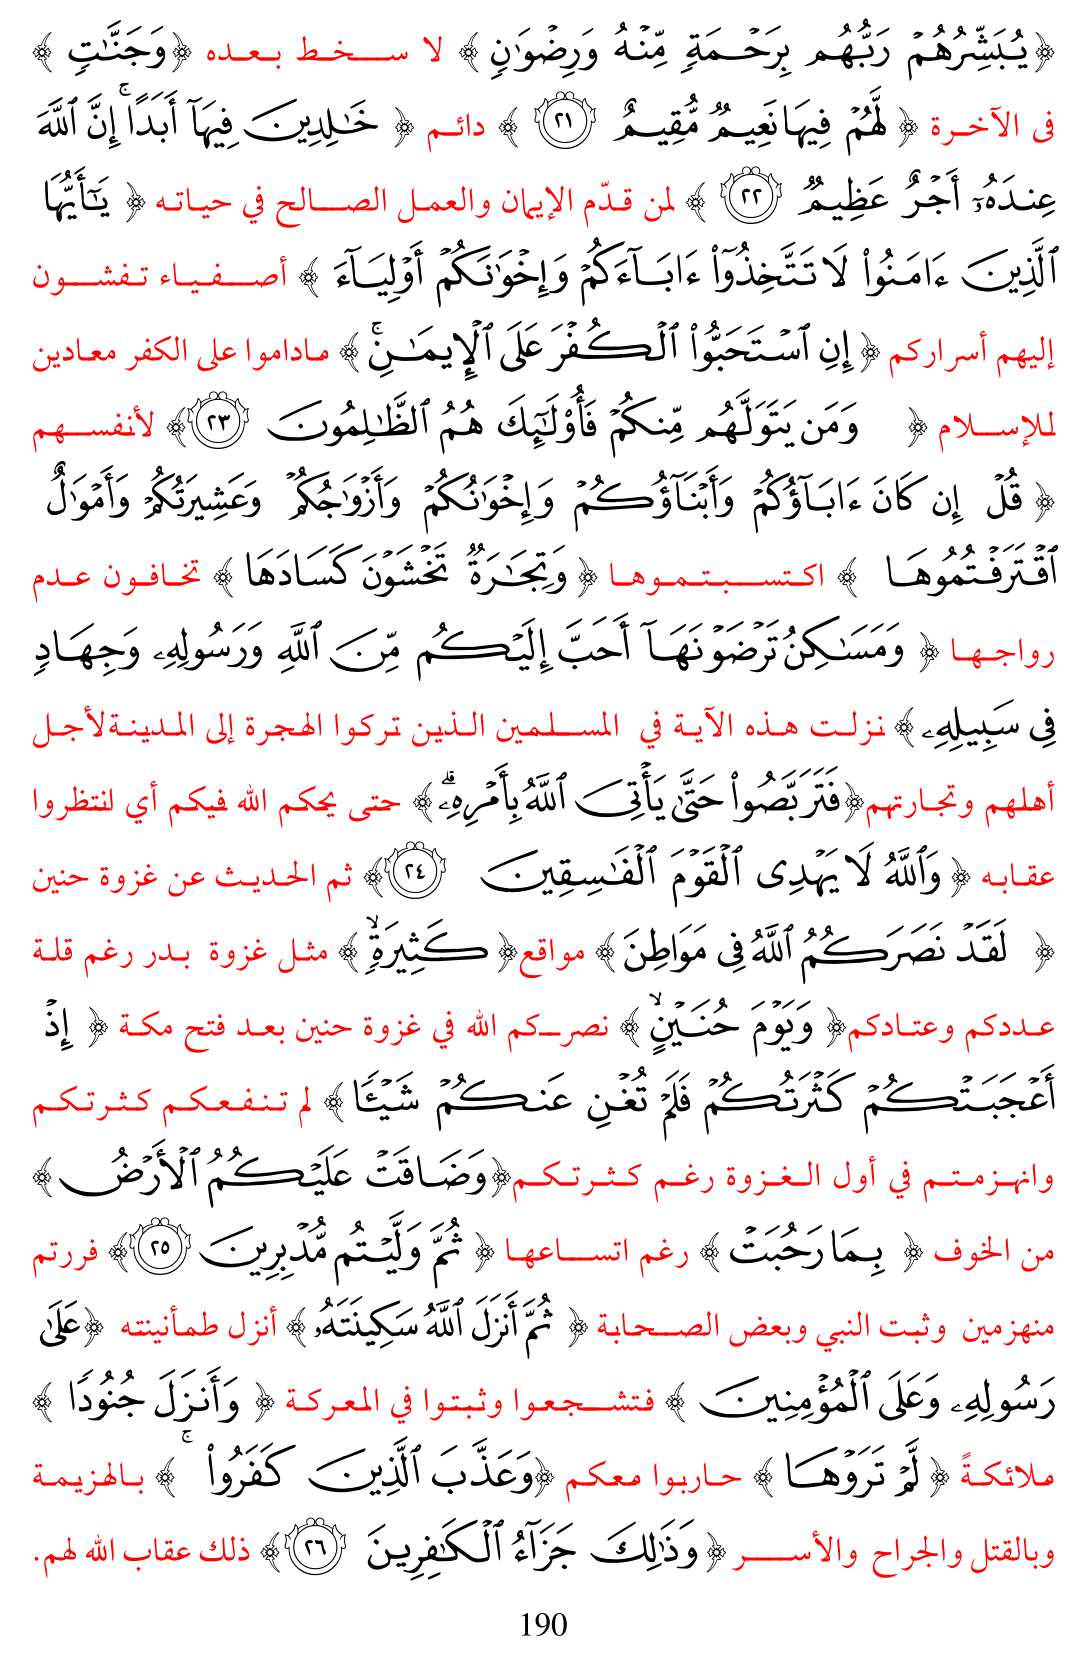 ﴿يُبَشِّرُهُمْ رَبُّهُم بِرَحْمَةٍ مِّنْهُ وَرِضْوَٰنٍ﴾ لا سخط بعده ﴿وَجَنَّٰتٍ﴾
فى الآخرة ﴿لَّهُمْ فِيهَا نَعِيمٌ مُّقِيمٌ ٢١﴾ دائم ﴿خَٰلِدِينَ فِيهَآ أَبَدًا ۚ إِنَّ ٱللَّهَ
عِندَهُۥٓ أَجْرٌ عَظِيمٌ ٢٢﴾ لمن قدّم الإيمان والعمل الصالح في حياته ﴿يَٰٓأَيُّهَا
ٱلَّذِينَ ءَامَنُوا۟ لَا تَتَّخِذُوٓا۟ ءَابَآءَكُمْ وَإِخْوَٰنَكُمْ أَوْلِيَآءَ﴾ أصفياء تفشون
إليهم أسراركم ﴿إِنِ ٱسْتَحَبُّوا۟ ٱلْكُفْرَ عَلَى ٱلْإِيمَٰنِ ۚ﴾ ماداموا على الكفر معادين
للإسلام ﴿وَمَن يَتَوَلَّهُم مِّنكُمْ فَأُو۟لَٰٓئِكَ هُمُ ٱلظَّٰلِمُونَ ٢٣﴾ لأنفسهم
﴿قُلْ إِن كَانَ ءَابَآؤُكُمْ وَأَبْنَآؤُكُمْ وَإِخْوَٰنُكُمْ وَأَزْوَٰجُكُمْ وَعَشِيرَتُكُمْ وَأَمْوَٰلٌ
ٱقْتَرَفْتُمُوهَا﴾ اكتسبتموها ﴿وَتِجَٰرَةٌ تَخْشَوْنَ كَسَادَهَا﴾ تخافون عدم
رواجها ﴿وَمَسَٰكِنُ تَرْضَوْنَهَآ أَحَبَّ إِلَيْكُم مِّنَ ٱللَّهِ وَرَسُولِهِۦ وَجِهَادٍ
فِى سَبِيلِهِۦ﴾ نزلت هذه الآية في المسلمين الذين تركوا الهجرة إلى المدينة لأجل
أهلهم وتجارتهم ﴿فَتَرَبَّصُوا۟ حَتَّىٰ يَأْتِىَ ٱللَّهُ بِأَمْرِهِۦ ۗ﴾ حتى يحكم الله فيكم أي لننتظروا
عقابه ﴿وَٱللَّهُ لَا يَهْدِى ٱلْقَوْمَ ٱلْفَٰسِقِينَ ٢٤﴾ ثم الحديث عن غزوة حنين
﴿لَقَدْ نَصَرَكُمُ ٱللَّهُ فِى مَوَاطِنَ﴾ مواقع ﴿كَثِيرَةٍ ۙ﴾ مثل غزوة بدر رغم قلة
عددكم وعتادكم ﴿وَيَوْمَ حُنَيْنٍ ۙ﴾ نصركم الله في غزوة حنين بعد فتح مكة ﴿إِذْ
أَعْجَبَتْكُمْ كَثْرَتُكُمْ فَلَمْ تُغْنِ عَنكُمْ شَيْـًٔا﴾ لم تنفعكم كثرتكم
وانهزمتم في أول الغزوة رغم كثرتكم ﴿وَضَاقَتْ عَلَيْكُمُ ٱلْأَرْضُ﴾
من الخوف ﴿بِمَا رَحُبَتْ﴾ رغم اتساعها ﴿ثُمَّ وَلَّيْتُم مُّدْبِرِينَ ٢٥﴾ فررتم
منهزمين وثبت النبي وبعض الصحابة ﴿ثُمَّ أَنزَلَ ٱللَّهُ سَكِينَتَهُۥ﴾ أنزل طمأنينته ﴿عَلَىٰ
رَسُولِهِۦ وَعَلَى ٱلْمُؤْمِنِينَ﴾ فتشجعوا وثبتوا في المعركة ﴿وَأَنزَلَ جُنُودًا﴾
ملائكةً ﴿لَّمْ تَرَوْهَا﴾ حاربوا معكم ﴿وَعَذَّبَ ٱلَّذِينَ كَفَرُوا۟ ۚ﴾ بالهزيمة
وبالقتل والجراح والأسر ﴿وَذَٰلِكَ جَزَآءُ ٱلْكَٰفِرِينَ ٢٦﴾ ذلك عقاب الله لهم.
190